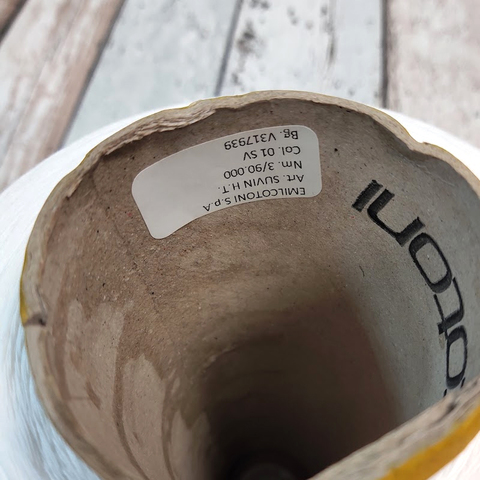 EMILCOTONI S.p.A
Art. SUVIN H.T.
Nm. 3/90.000
Col. 01 SV
Bg. V317939
otoni